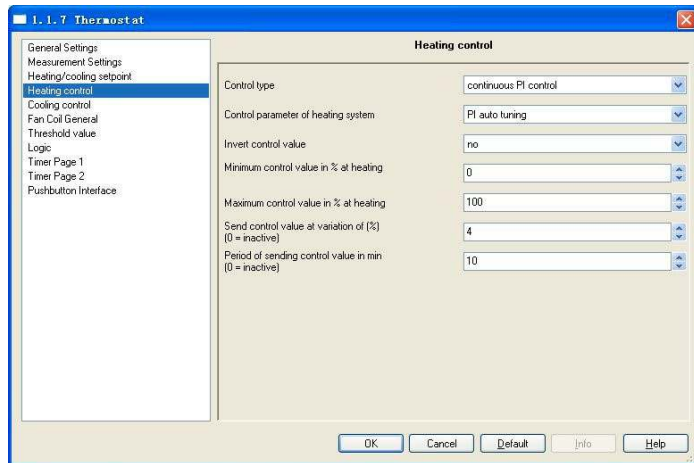 1.1.7 Thermostat
General Settings
Measurement Settings
Heating/cooling setpoint
Heating control
Cooling control
Fan Coil General
Threshold value
Logic
Timer Page 1
Timer Page 2
Pushbutton Interface
Heating control
Control type
continuous PI control
Control parameter of heating system
PI auto tuning
Invert control value
no
Minimum control value in % at heating
0
Maximum control value in % at heating
100
Send control value at variation of (%)
(0 = inactive)
4
Period of sending control value in min
(0 = inactive)
10
OK
Cancel
Default
Info
Help